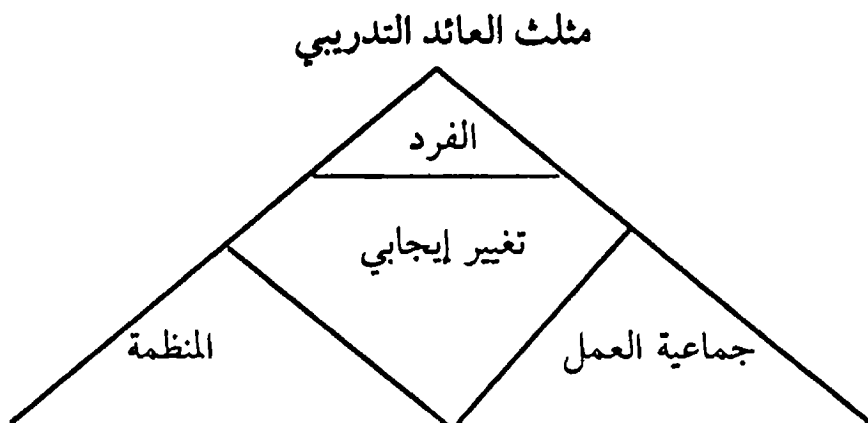 مثلث العائد التدريبي
الفرد
تغيير إيجابي
جماعية العمل
المنظمة